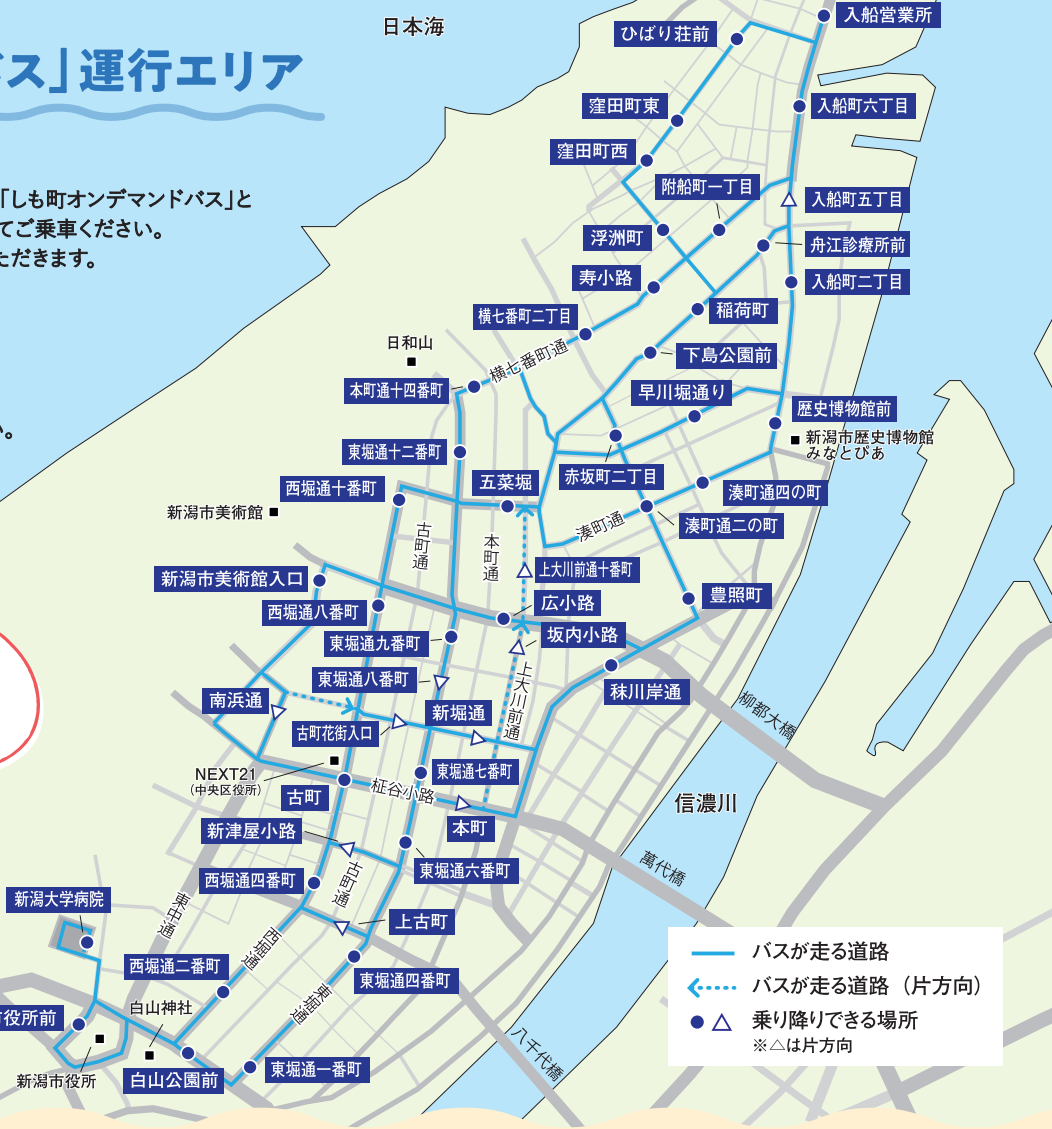 日本海
ス」運行エリア
「しも町オンデマンドバス」と
てご乗車ください。
ただきます。
い。
入船営業所
ひばり荘前
窪田町東
入船町六丁目
窪田町西
附船町一丁目
入船町五丁目
浮洲町
舟江診療所前
寿小路
入船町二丁目
稲荷町
横七番町二丁目
日和山
横七番町通
下島公園前
本町通十四番町
早川堀通り
歴史博物館前
新潟市歴史博物館
みなとぴあ
東堀通十二番町
赤坂町二丁目
五菜堀
西堀通十番町
湊町通四の町
新潟市美術館
古町通
本町通
湊町通
湊町通二の町
上大川前通十番町
新潟市美術館入口
豊照町
広小路
西堀通八番町
坂内小路
東堀通九番町
東堀通八番町
上大川前通
秣川岸通
南浜通
新堀通
柳都大橋
古町花街入口
NEXT21
(中央区役所)
東堀通七番町
古町
柾谷小路
信濃川
本町
新津屋小路
東堀通六番町
萬代橋
西堀通四番町
古町通
新潟大学病院
東中通
上古町
西堀通
西堀通二番町
東堀通四番町
東堀通
白山神社
役所前
新潟市役所
白山公園前
東堀通一番町
八千代橋
バスが走る道路
バスが走る道路（片方向）
乗り降りできる場所
※△は片方向